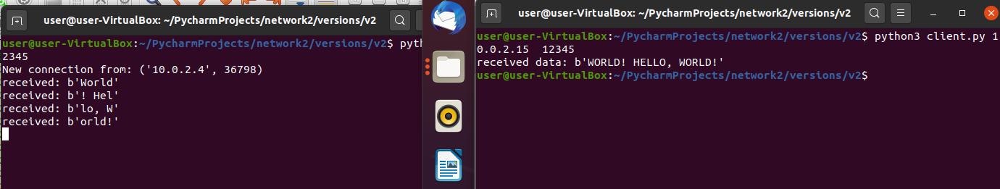 user@user-VirtualBox: ~/PycharmProjects/network2/versions/v2
user@user-VirtualBox:~/PycharmProjects/network2/versions/v2$ pyth
2345
New connection from: ('10.0.2.4', 36798)
received: b'World'
received: b'! Hel'
received: b'lo, W'
received: b'orld!'
user@user-VirtualBox: ~/PycharmProjects/network2/versions/v2
user@user-VirtualBox:~/PycharmProjects/network2/versions/v2$ python3 client.py 1
0.0.2.15  12345
received data: b'WORLD! HELLO, WORLD!'
user@user-VirtualBox:~/PycharmProjects/network2/versions/v2$